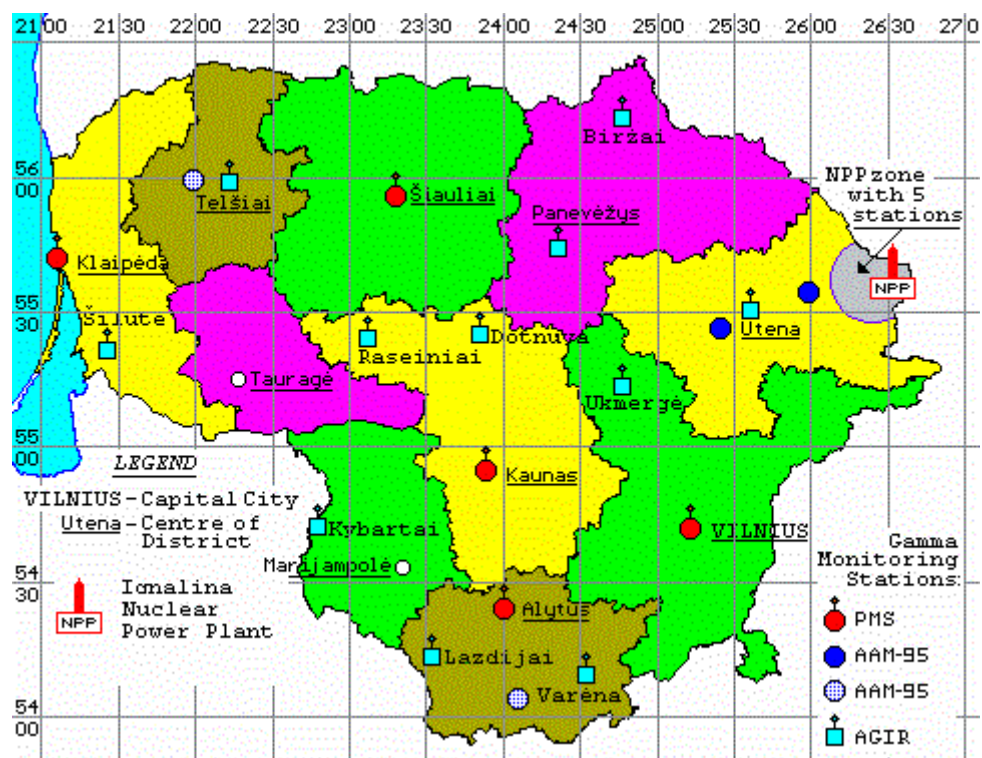 21 00 21 30 22 00 22 30 23 00 23 30 24 00 24 30 25 00 25 30 26 00 26 30 27 0
Biržai
56
00
NPP zone
with 5
stations
Telšiai
Šiauliai
Panevėžys
Klaipėda
NPP
55
30
Šilutė
Raseiniai
Dotnuva
Utena
Tauragė
Ukmergė
55
00
LEGEND
Kaunas
VILNIUS-Capital City
Utena-Centre of
District
Kybartai
VILNIUS
Marijampolė
Gamma
Monitoring
Stations:
54
30
Ignalina
Nuclear
Power Plant
NPP
Alytus
PMS
Lazdijai
AAM-95
Varėna
AAM-95
54
00
AGIR